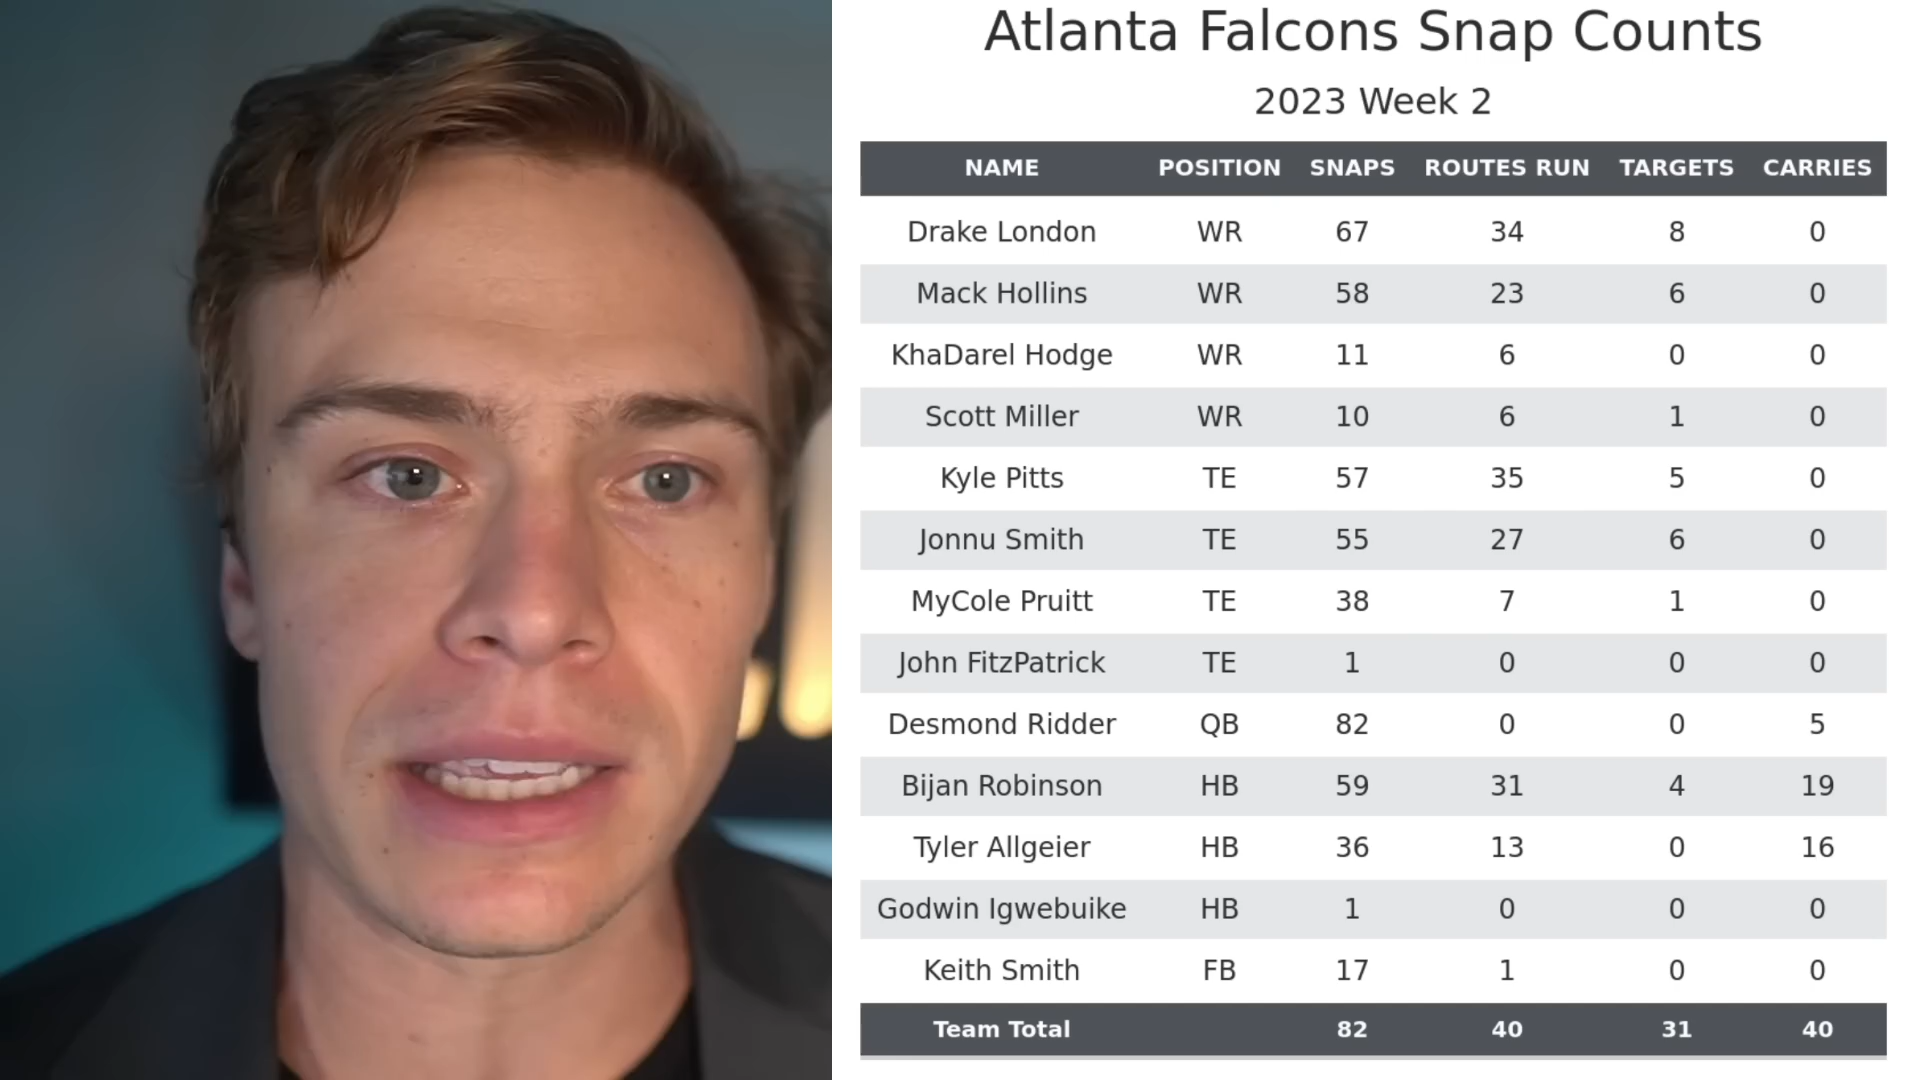 Atlanta Falcons Snap Counts
2023 Week 2
NAME POSITION SNAPS ROUTES RUN TARGETS CARRIES
Drake London WR 67 34 8 0
Mack Hollins WR 58 23 6 0
KhaDarel Hodge WR 11 6 0 0
Scott Miller WR 10 6 1 0
Kyle Pitts TE 57 35 5 0
Jonnu Smith TE 55 27 6 0
MyCole Pruitt TE 38 7 1 0
John FitzPatrick TE 1 0 0 0
Desmond Ridder QB 82 0 0 5
Bijan Robinson HB 59 31 4 19
Tyler Allgeier HB 36 13 0 16
Godwin Igwebuike HB 1 0 0 0
Keith Smith FB 17 1 0 0
Team Total 82 40 31 40